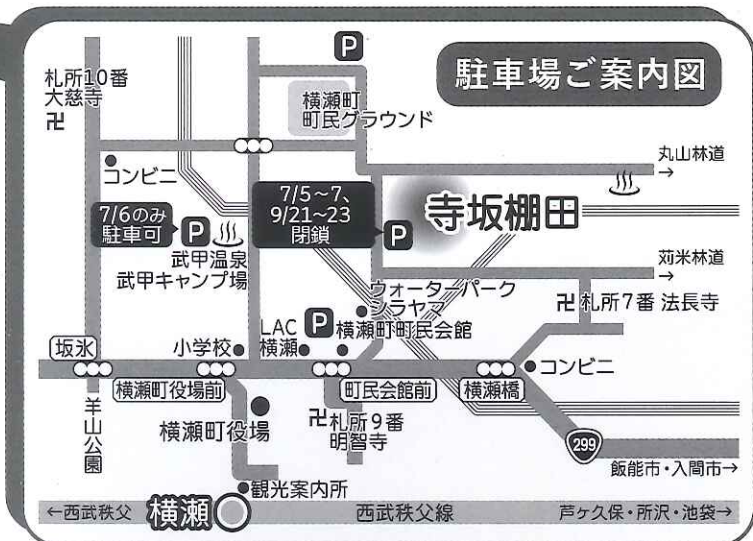 駐車場ご案内図
P
札所10番
大慈寺
卍
横瀬町
町民グラウンド
丸山林道
→
コンビニ
7/5～7、
9/21～23
閉鎖
P
寺坂棚田
7/6のみ
駐車可
P
武甲温泉
武甲キャンプ場
苅米林道
→
ウォーターパーク
シラヤマ
卍 札所7番 法長寺
LAC
横瀬
P
横瀬町町民会館
小学校
坂氷
横瀬町役場前
町民会館前
横瀬橋
コンビニ
羊山公園
横瀬町役場
卍札所9番
明智寺
299
飯能市・入間市→
観光案内所
←西武秩父
横瀬
西武秩父線
芦ヶ久保・所沢・池袋→